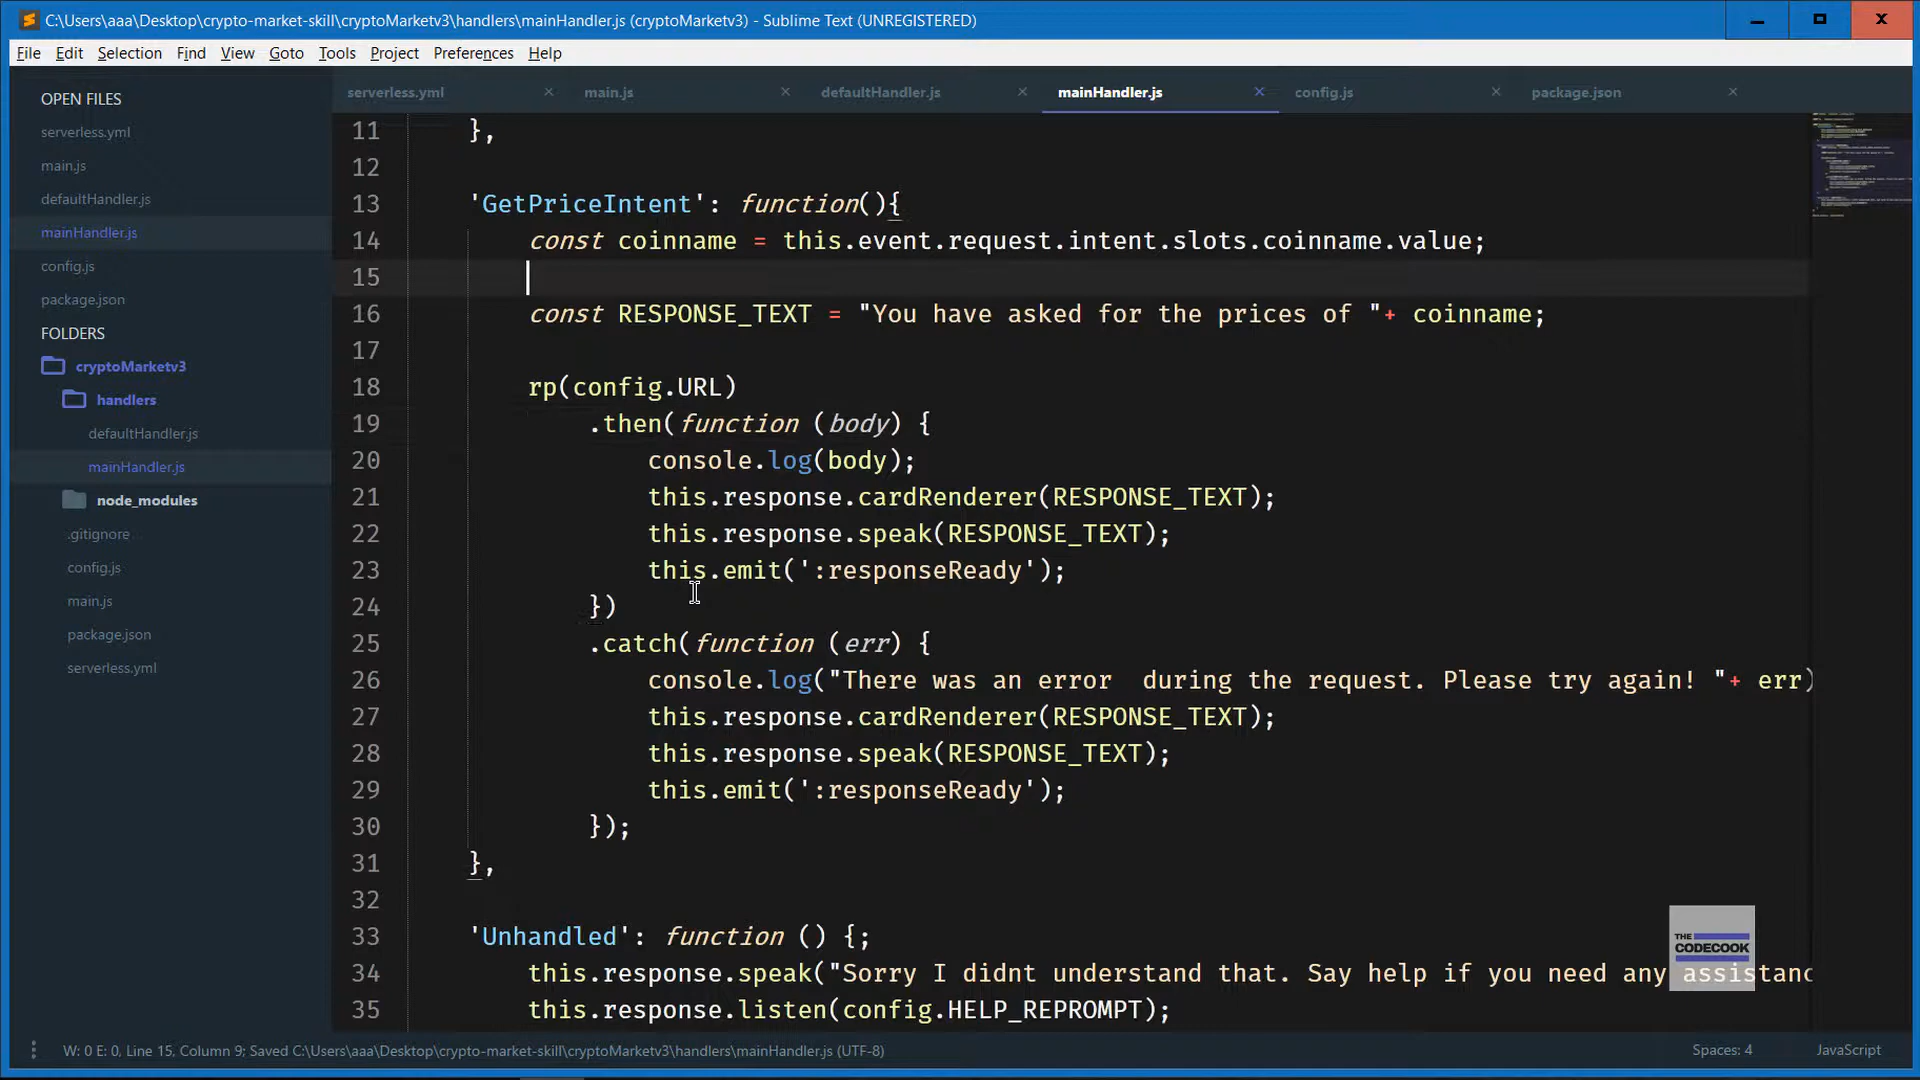 C:\Users\aaa\Desktop\crypto-market-skill\cryptoMarketv3\handlers\mainHandler.js (cryptoMarketv3) - Sublime Text (UNREGISTERED)
File Edit Selection Find View Goto Tools Project Preferences Help
OPEN FILES
serverless.yml
main.js
defaultHandler.js
mainHandler.js
config.js
package.json
FOLDERS
cryptoMarketv3
handlers
defaultHandler.js
mainHandler.js
node_modules
.gitignore
config.js
main.js
package.json
serverless.yml
serverless.yml × main.js × defaultHandler.js × mainHandler.js × config.js × package.json ×
11 },
12
13 'GetPriceIntent': function(){
14 const coinname = this.event.request.intent.slots.coinname.value;
15
16 const RESPONSE_TEXT = "You have asked for the prices of "+ coinname;
17
18 rp(config.URL)
19 .then(function (body) {
20 console.log(body);
21 this.response.cardRenderer(RESPONSE_TEXT);
22 this.response.speak(RESPONSE_TEXT);
23 this.emit(':responseReady');
24 })
25 .catch(function (err) {
26 console.log("There was an error  during the request. Please try again! "+ err)
27 this.response.cardRenderer(RESPONSE_TEXT);
28 this.response.speak(RESPONSE_TEXT);
29 this.emit(':responseReady');
30 });
31 },
32
33 'Unhandled': function () {;
34 this.response.speak("Sorry I didnt understand that. Say help if you need any assistanc
35 this.response.listen(config.HELP_REPROMPT);
THE
CODECOOK
W: 0 E: 0, Line 15, Column 9; Saved C:\Users\aaa\Desktop\crypto-market-skill\cryptoMarketv3\handlers\mainHandler.js (UTF-8)
Spaces: 4
JavaScript